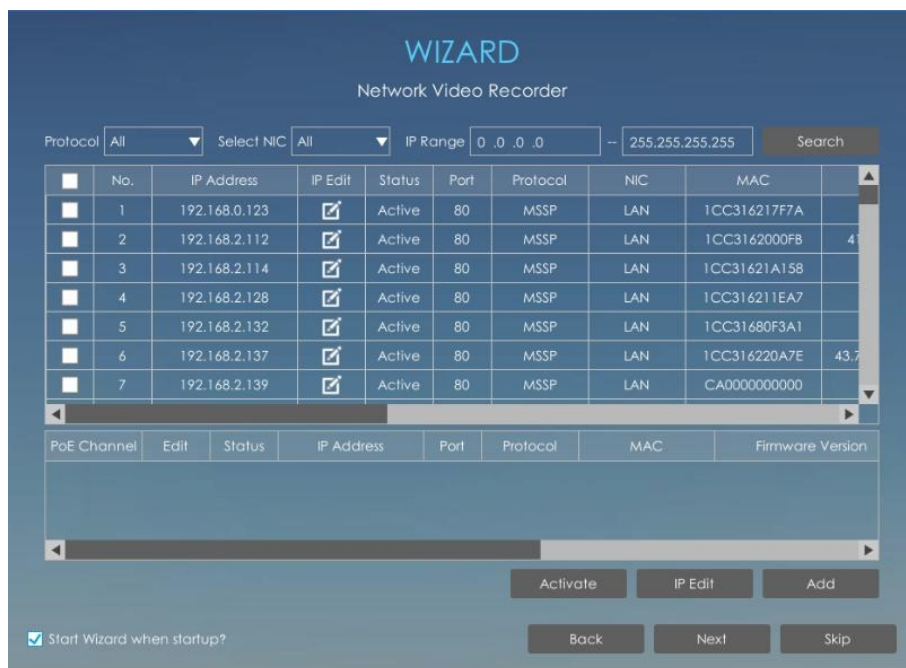 WIZARD
Network Video Recorder
Protocol All Select NIC All IP Range 0 .0 .0 .0 -- 255.255.255.255 Search
No. IP Address IP Edit Status Port Protocol NIC MAC
1 192.168.0.123 Active 80 MSSP LAN 1CC316217F7A
2 192.168.2.112 Active 80 MSSP LAN 1CC3162000FB 41
3 192.168.2.114 Active 80 MSSP LAN 1CC31621A158
4 192.168.2.128 Active 80 MSSP LAN 1CC316211EA7
5 192.168.2.132 Active 80 MSSP LAN 1CC31680F3A1
6 192.168.2.137 Active 80 MSSP LAN 1CC316220A7E 43.7
7 192.168.2.139 Active 80 MSSP LAN CA0000000000
PoE Channel Edit Status IP Address Port Protocol MAC Firmware Version
Activate IP Edit Add
Start Wizard when startup? Back Next Skip